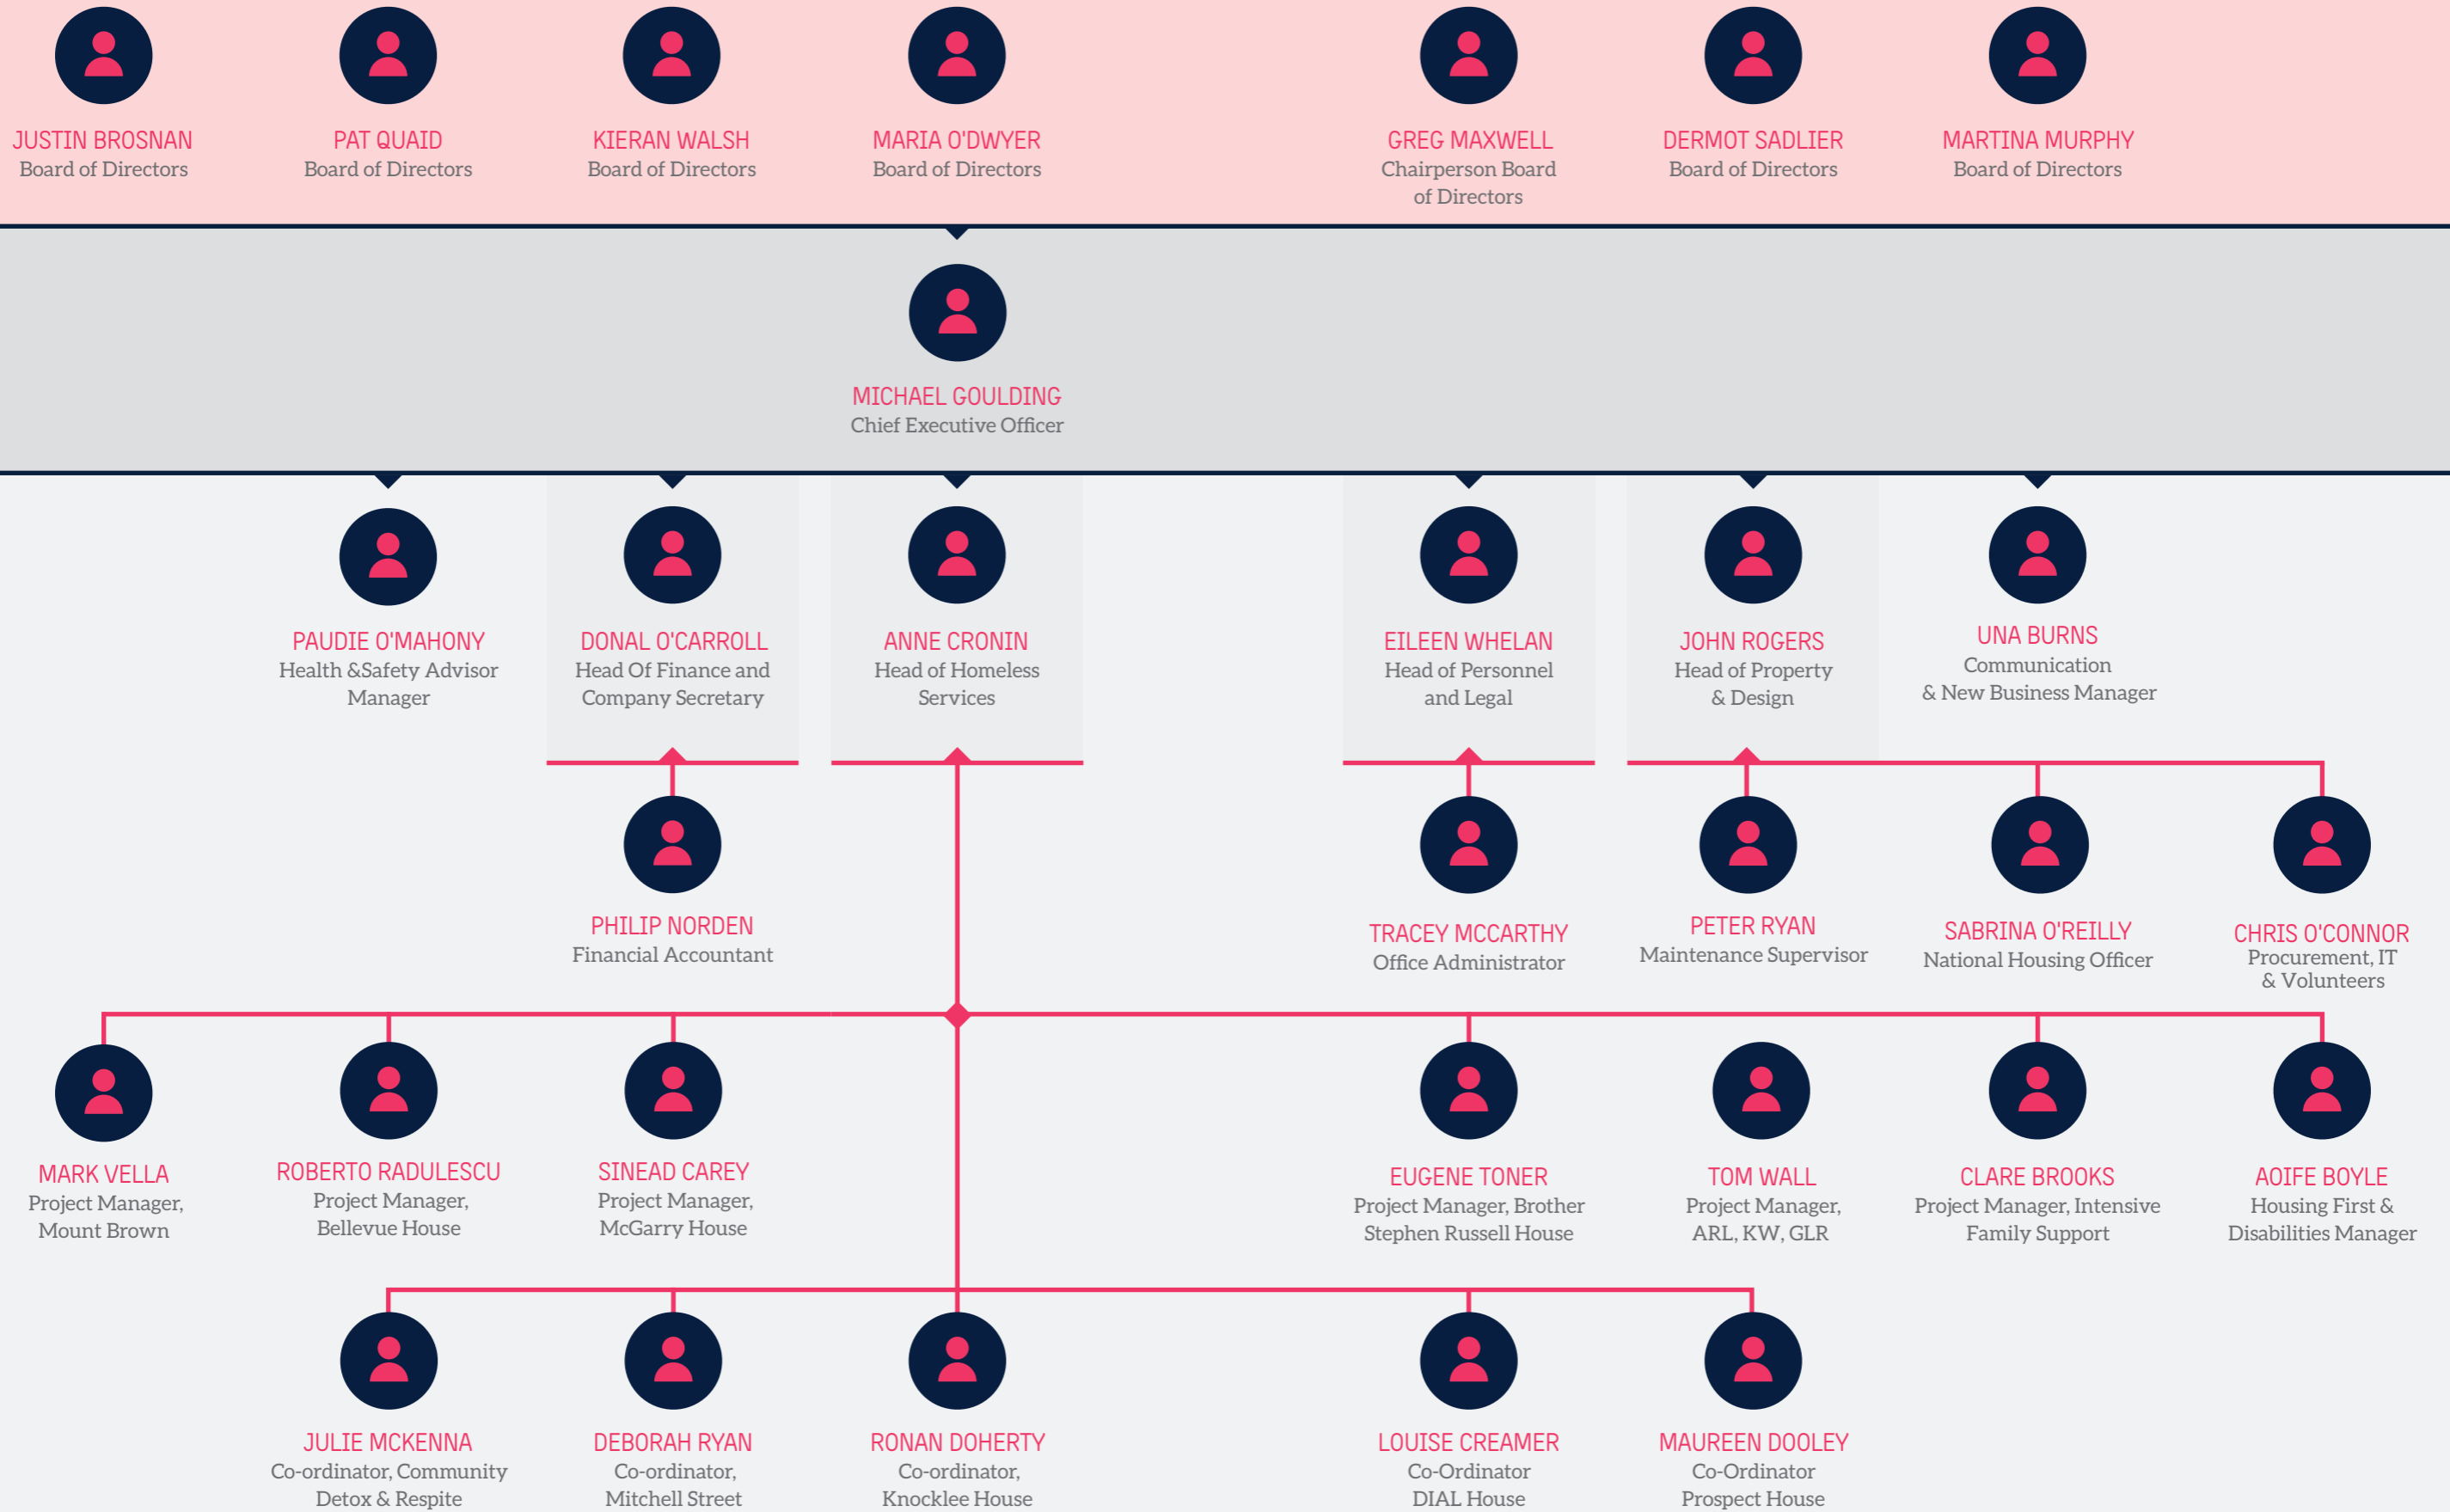 JUSTIN BROSNAN
Board of Directors
PAT QUAID
Board of Directors
KIERAN WALSH
Board of Directors
MARIA O'DWYER
Board of Directors
GREG MAXWELL
Chairperson Board
of Directors
DERMOT SADLIER
Board of Directors
MARTINA MURPHY
Board of Directors
MICHAEL GOULDING
Chief Executive Officer
PAUDIE O'MAHONY
Health &Safety Advisor
Manager
DONAL O'CARROLL
Head Of Finance and
Company Secretary
ANNE CRONIN
Head of Homeless
Services
EILEEN WHELAN
Head of Personnel
and Legal
JOHN ROGERS
Head of Property
& Design
UNA BURNS
Communication
& New Business Manager
PHILIP NORDEN
Financial Accountant
TRACEY MCCARTHY
Office Administrator
PETER RYAN
Maintenance Supervisor
SABRINA O'REILLY
National Housing Officer
CHRIS O'CONNOR
Procurement, IT
& Volunteers
MARK VELLA
Project Manager,
Mount Brown
ROBERTO RADULESCU
Project Manager,
Bellevue House
SINEAD CAREY
Project Manager,
McGarry House
EUGENE TONER
Project Manager, Brother
Stephen Russell House
TOM WALL
Project Manager,
ARL, KW, GLR
CLARE BROOKS
Project Manager, Intensive
Family Support
AOIFE BOYLE
Housing First &
Disabilities Manager
JULIE MCKENNA
Co-ordinator, Community
Detox & Respite
DEBORAH RYAN
Co-ordinator,
Mitchell Street
RONAN DOHERTY
Co-ordinator,
Knocklee House
LOUISE CREAMER
Co-Ordinator
DIAL House
MAUREEN DOOLEY
Co-Ordinator
Prospect House